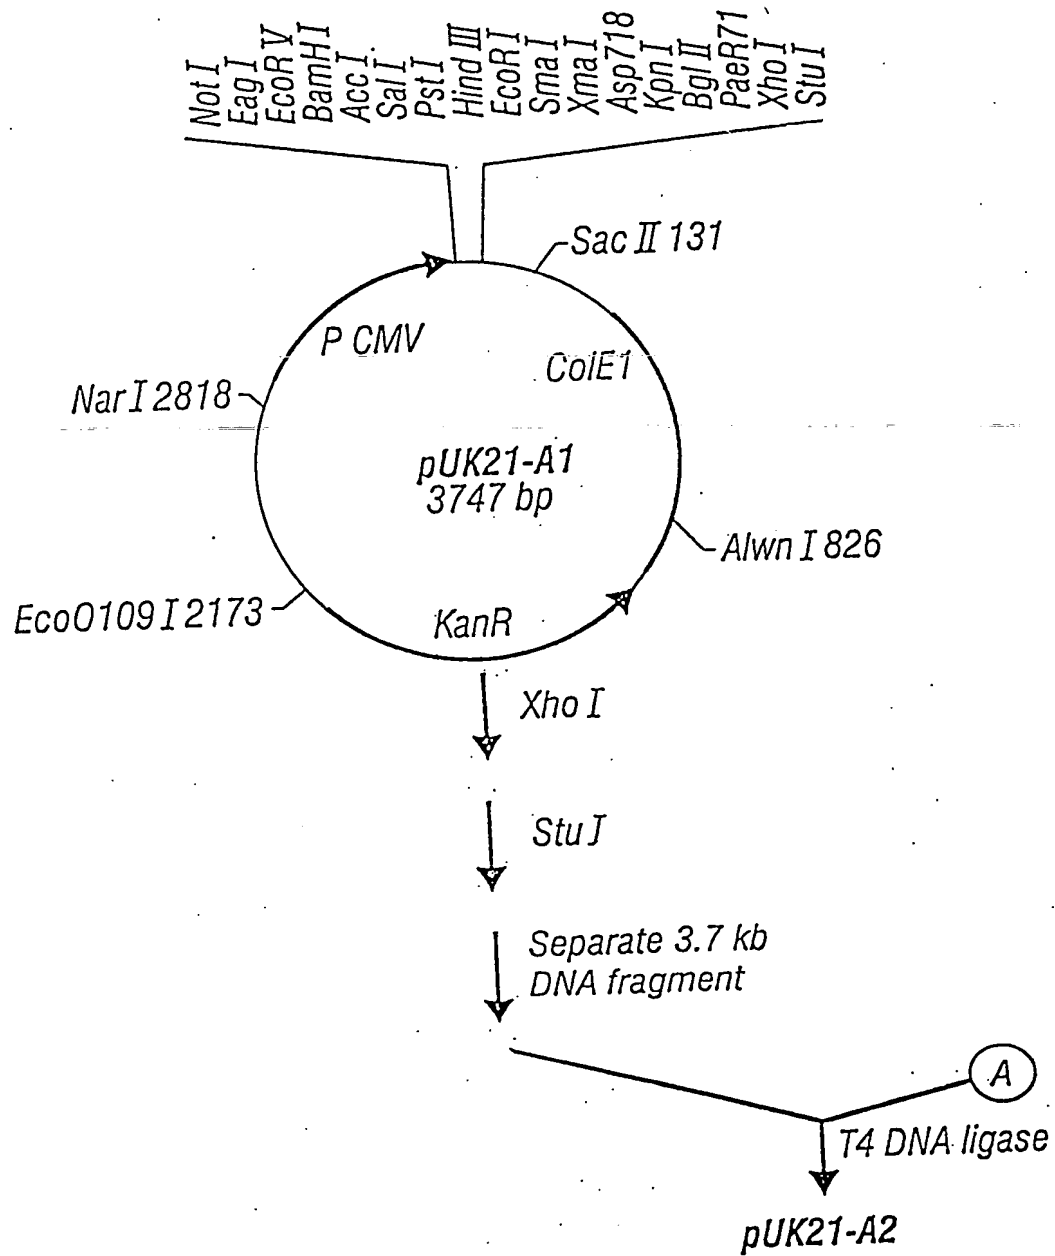 Not I
Eag I
EcoR V
BamH I
Acc I
Sal I
Pst I
Hind III
EcoR I
Sma I
Xma I
Asp718
Kpn I
Bgl II
PaeR71
Xho I
Stu I
Sac II 131
P CMV
ColE1
Nar I 2818
pUK21-A1
3747 bp
Alwn I 826
EcoO109 I 2173
KanR
Xho I
Stu I
Separate 3.7 kb
DNA fragment
A
T4 DNA ligase
pUK21-A2